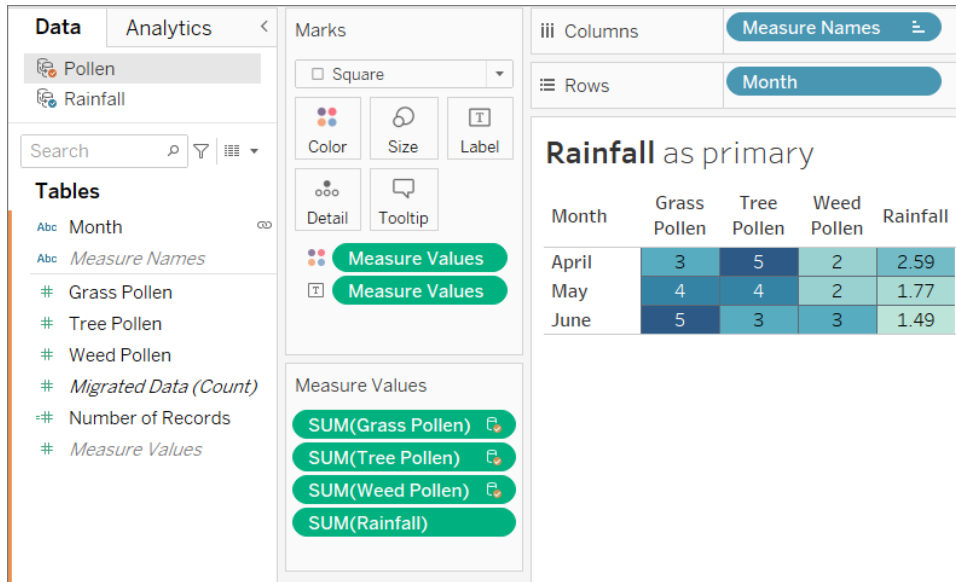 Data Analytics
Pollen
Rainfall
Search
Tables
Abc Month
Abc Measure Names
# Grass Pollen
# Tree Pollen
# Weed Pollen
# Migrated Data (Count)
=# Number of Records
# Measure Values
Marks
Square
Color Size Label
Detail Tooltip
Measure Values
T Measure Values
Measure Values
SUM(Grass Pollen)
SUM(Tree Pollen)
SUM(Weed Pollen)
SUM(Rainfall)
Columns Measure Names
Rows Month
Rainfall as primary
Month Grass Pollen Tree Pollen Weed Pollen Rainfall
April 3 5 2 2.59
May 4 4 2 1.77
June 5 3 3 1.49